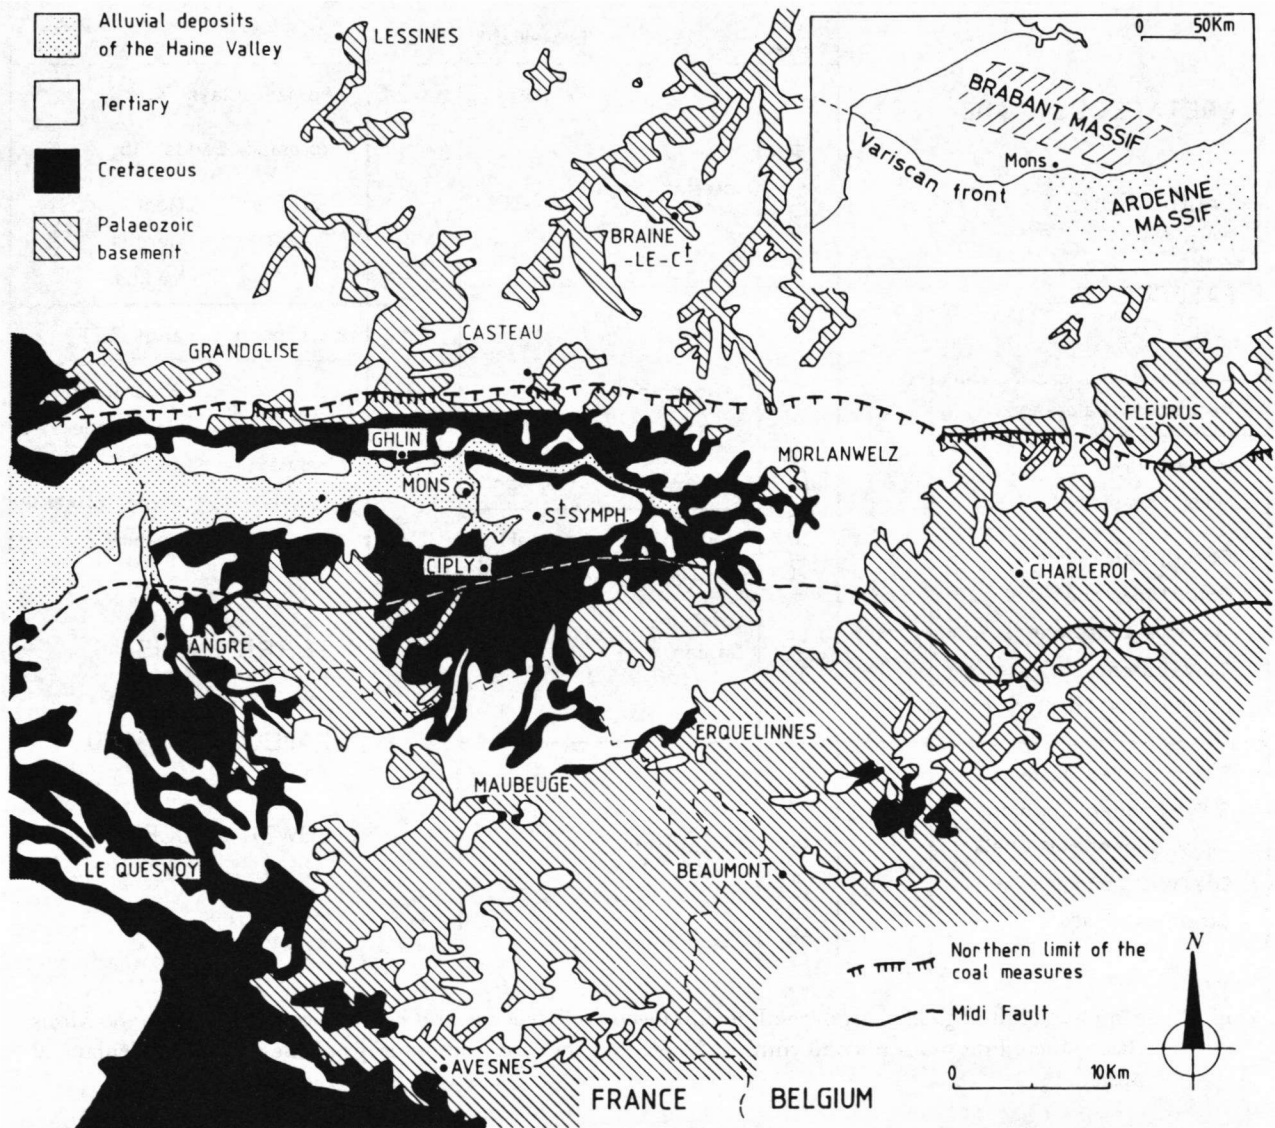 Alluvial deposits
of the Haine Valley
Tertiary
Cretaceous
Palaeozoic
basement
LESSINES
0 50Km
BRABANT MASSIF
Mons
Variscan front
ARDENNE
MASSIF
BRAINE
-LE-Ct
CASTEAU
GRANDGLISE
FLEURUS
GHLIN
MORLANWELZ
MONS
St SYMPH.
CIPLY
CHARLEROI
ANGRE
ERQUELINNES
MAUBEUGE
LE QUESNOY
BEAUMONT
Northern limit of the
coal measures
N
Midi Fault
AVESNES
0 10Km
FRANCE BELGIUM